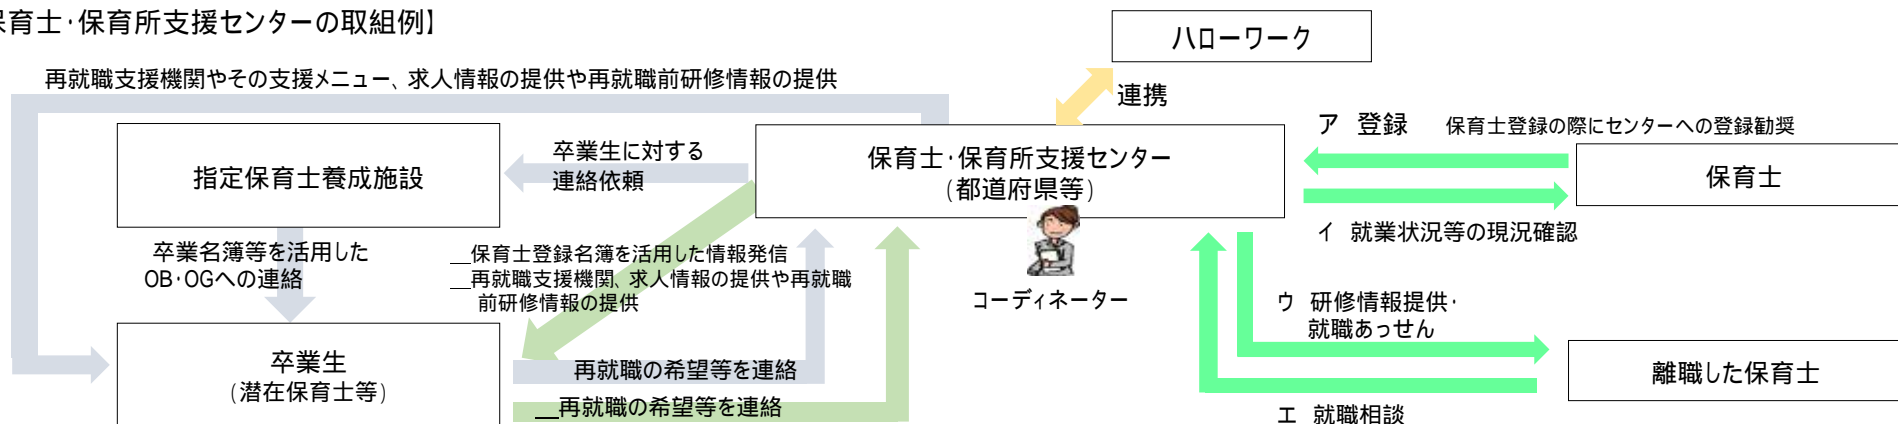 保育士・保育所支援センターの取組例】
ハローワーク
再就職支援機関やその支援メニュー、求人情報の提供や再就職前研修情報の提供
連携
ア 登録 保育士登録の際にセンターへの登録勧奨
指定保育士養成施設
卒業生に対する
連絡依頼
保育士・保育所支援センター
(都道府県等)
保育士
イ 就業状況等の現況確認
卒業名簿等を活用した
OB・OGへの連絡
保育士登録名簿を活用した情報発信
再就職支援機関、求人情報の提供や再就職
前研修情報の提供
コーディネーター
ウ 研修情報提供・
就職あっせん
卒業生
(潜在保育士等)
再就職の希望等を連絡
再就職の希望等を連絡
離職した保育士
エ 就職相談